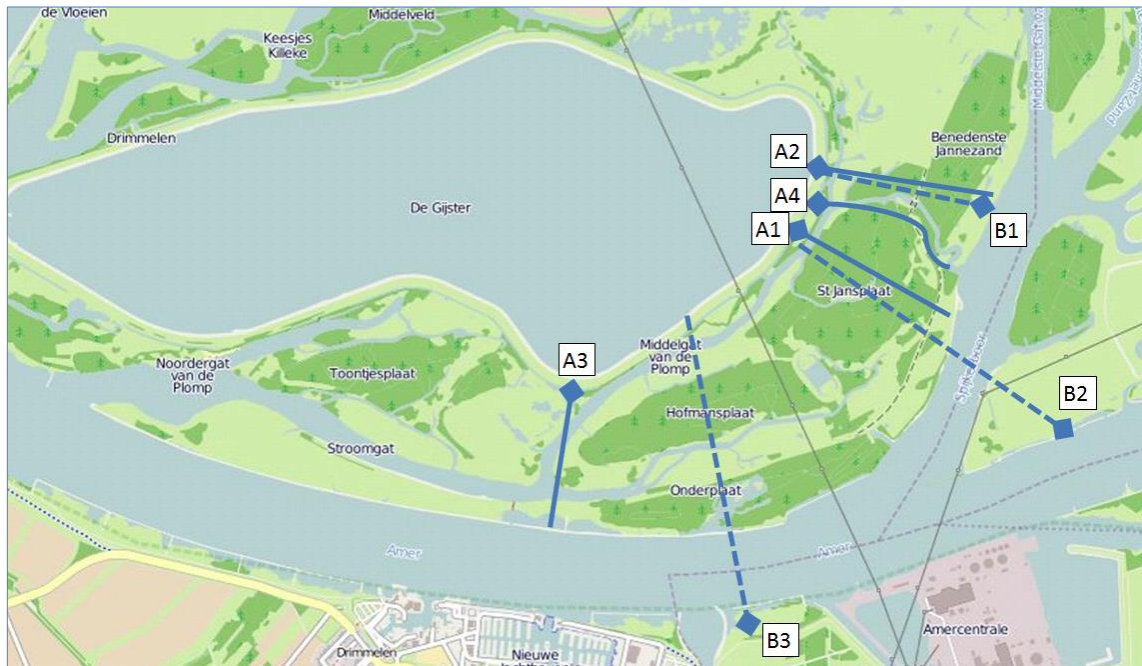 de Vloeien
Middelveld
Keesjes
Killeke
Drimmelen
De Gijster
A2
A4
A1
Benedenste
Jannezand
B1
St Jansplaat
Noordergat
van de
Plomp
Toontjesplaat
A3
Middelgat
van de
Plomp
Hofmansplaat
B2
Stroomgat
Onderplaat
Amer
Amer
B3
Amercentrale
Drimmelen
Nieuwe